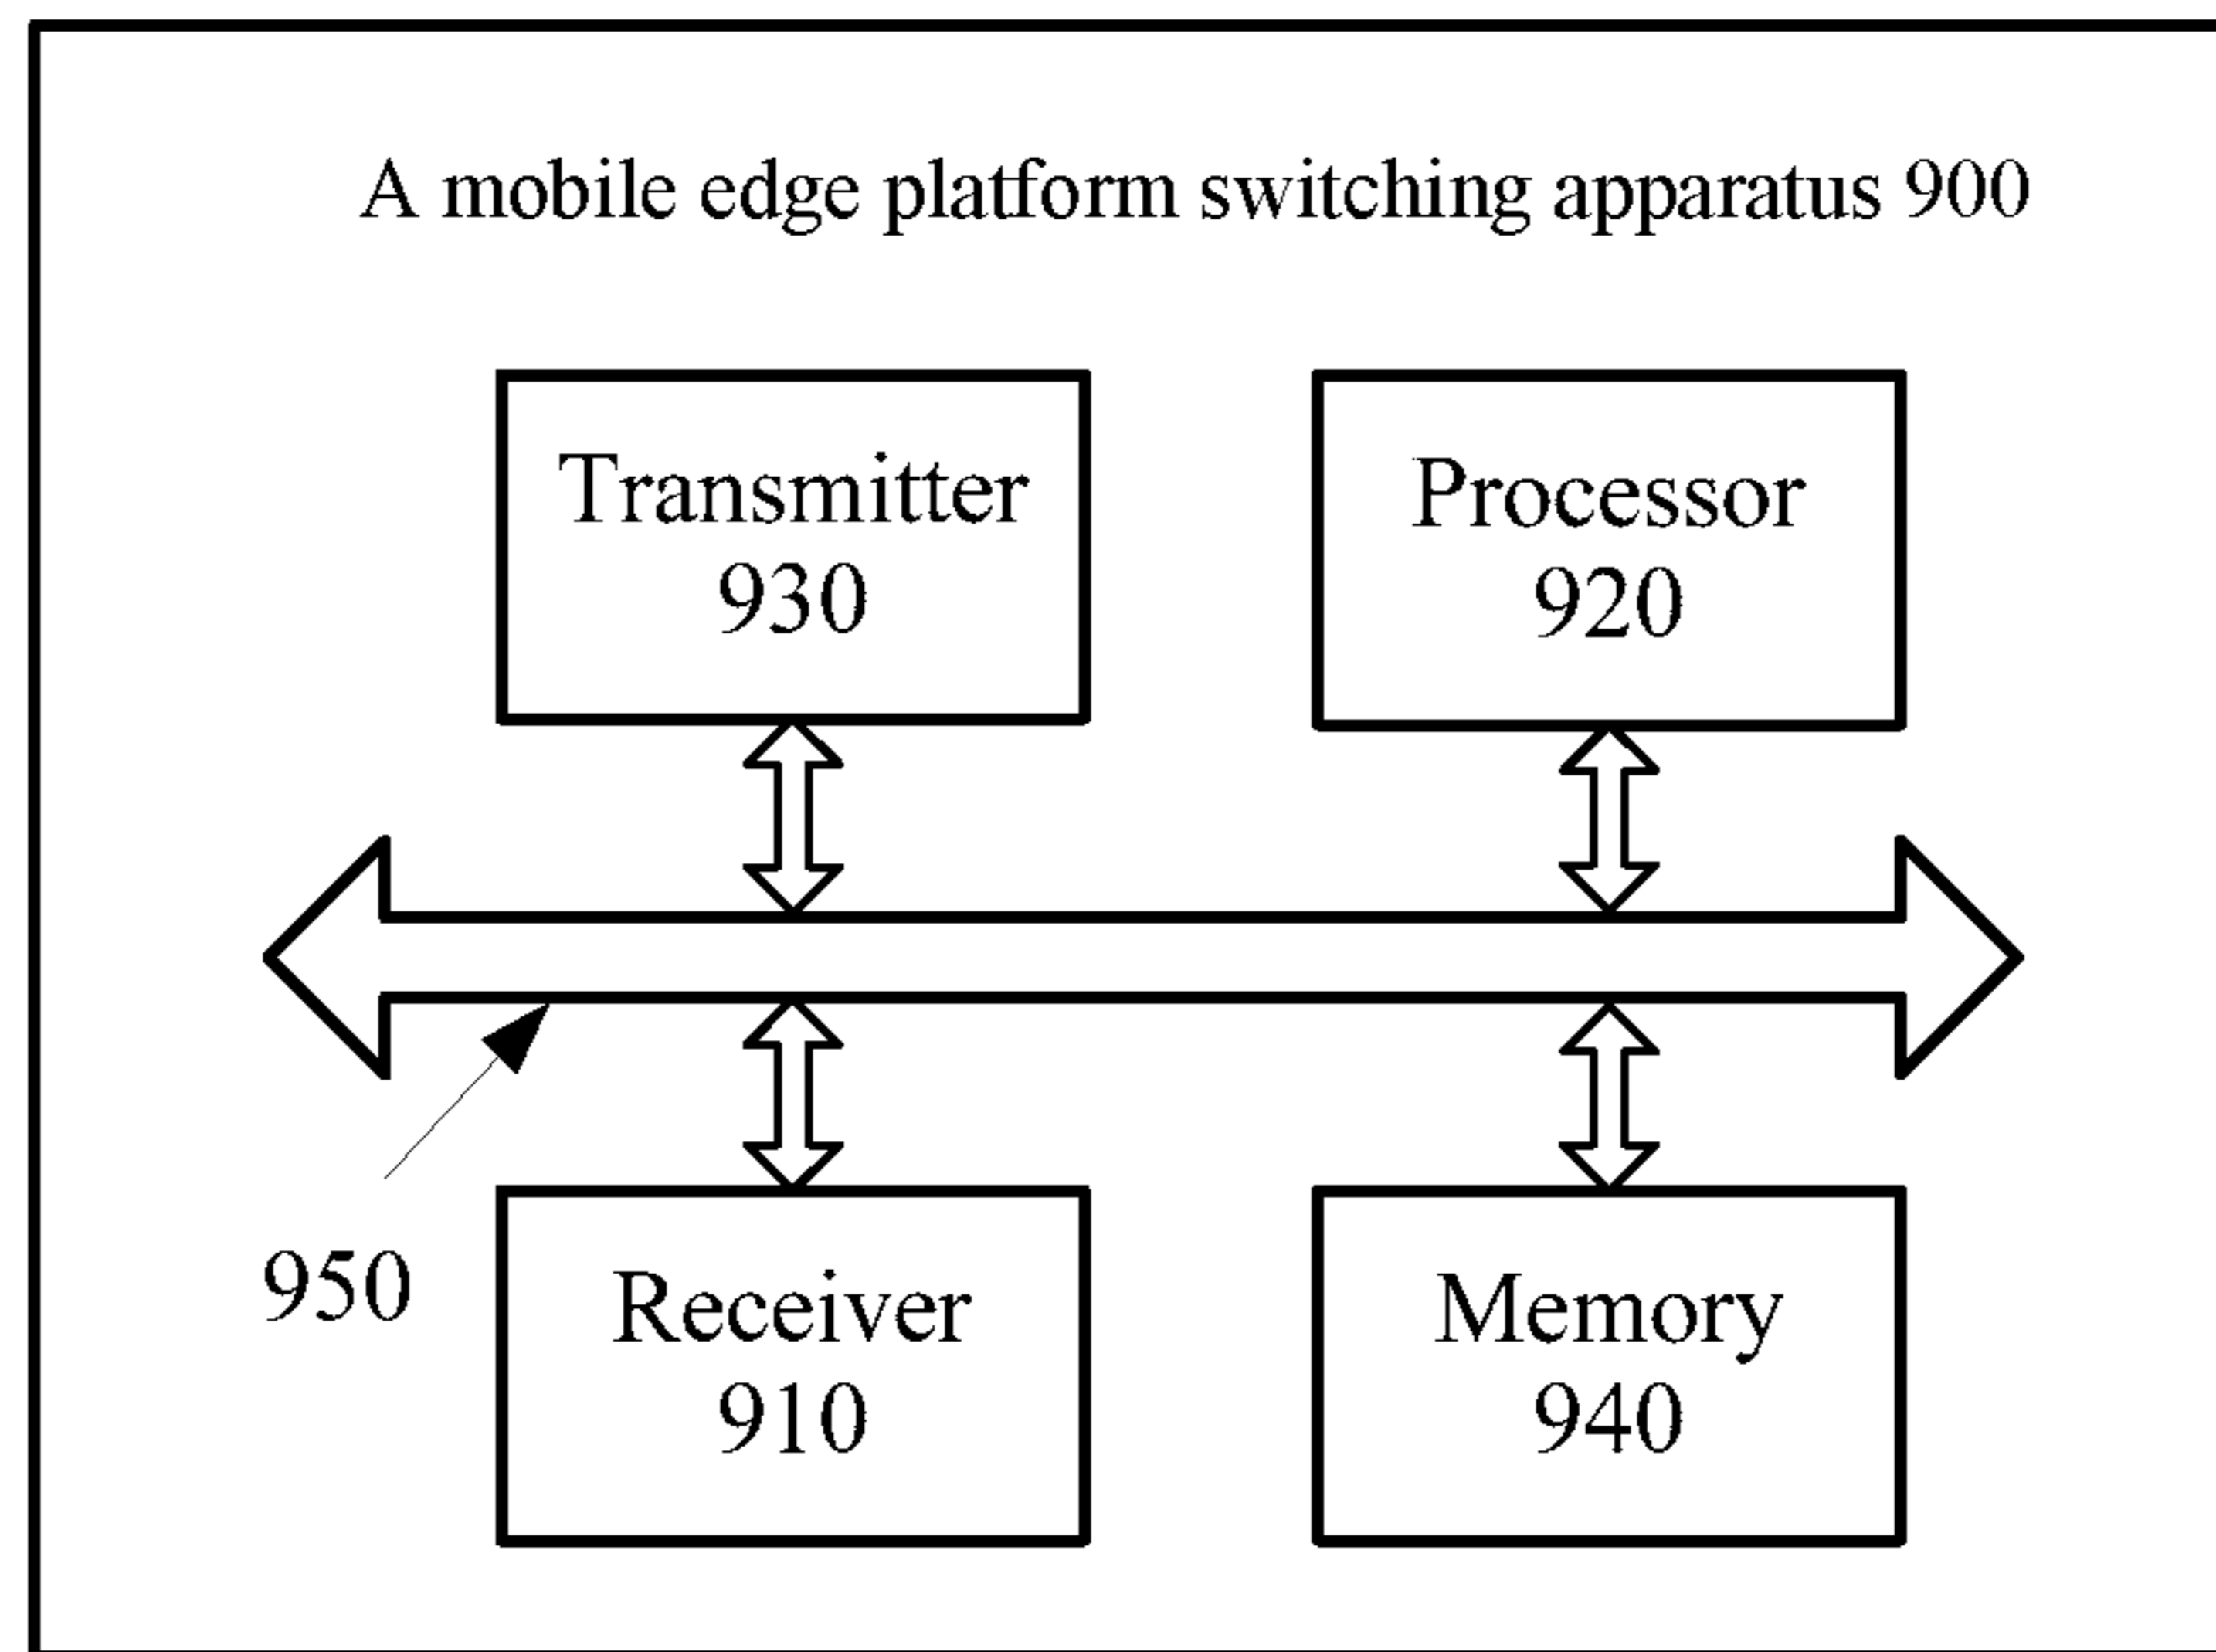 A mobile edge platform switching apparatus 900
Transmitter
930
Processor
920
950
Receiver
910
Memory
940